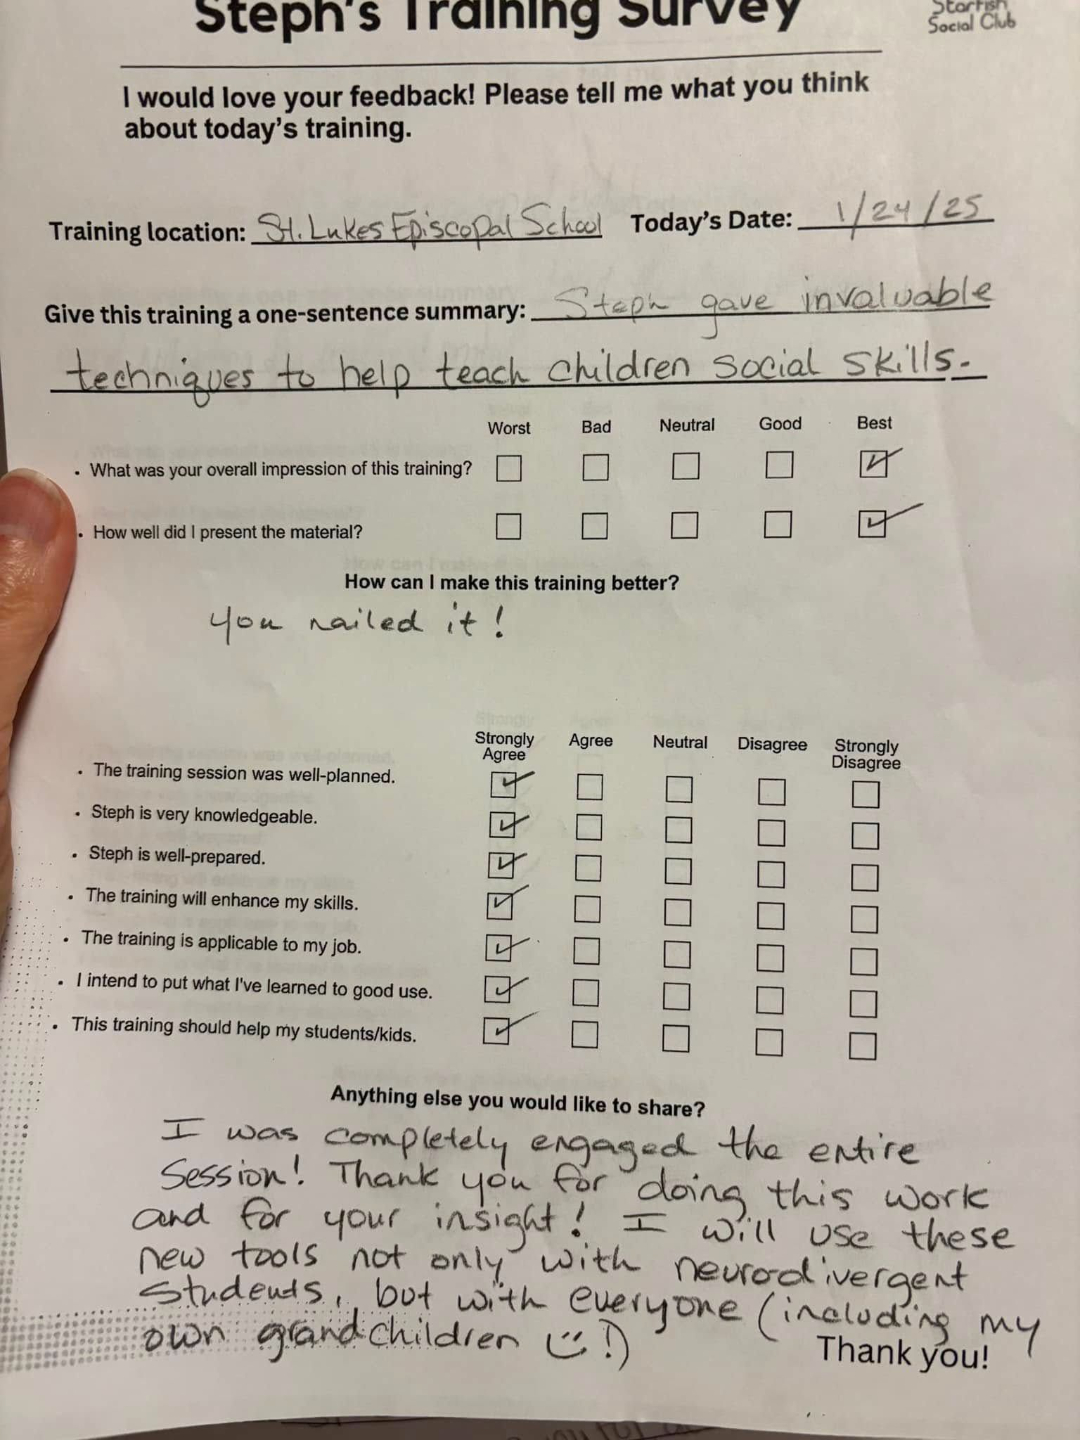 Steph's Training Survey
Starfish
Social Club
I would love your feedback! Please tell me what you think
about today's training.
Training location: St. Lukes Episcopal School Today's Date: 1/24/25
Give this training a one-sentence summary: Steph gave invaluable
techniques to help teach children social skills.
Worst Bad Neutral Good Best
• What was your overall impression of this training?
• How well did I present the material?
How can I make this training better?
you nailed it!
Strongly Agree Agree Neutral Disagree Strongly Disagree
• The training session was well-planned.
• Steph is very knowledgeable.
• Steph is well-prepared.
• The training will enhance my skills.
• The training is applicable to my job.
• I intend to put what I've learned to good use.
• This training should help my students/kids.
Anything else you would like to share?
I was completely engaged the entire
Session! Thank you for doing this work
and for your insight! I will use these
new tools not only with neurodivergent
students, but with everyone (including my
own grandchildren ☺!)
Thank you!